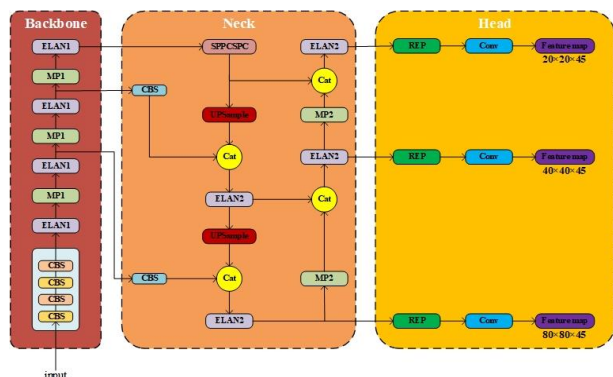 Backbone
Neck
Head
ELAN1
MP1
ELAN1
MP1
ELAN1
MP1
ELAN1
CBS
CBS
CBS
CBS
input
SPPCSPC
CBS
UPSample
Cat
ELAN2
UPSample
CBS
Cat
ELAN2
ELAN2
Cat
MP2
ELAN2
Cat
MP2
REP
Conv
Feature map
20×20×45
REP
Conv
Feature map
40×40×45
REP
Conv
Feature map
80×80×45